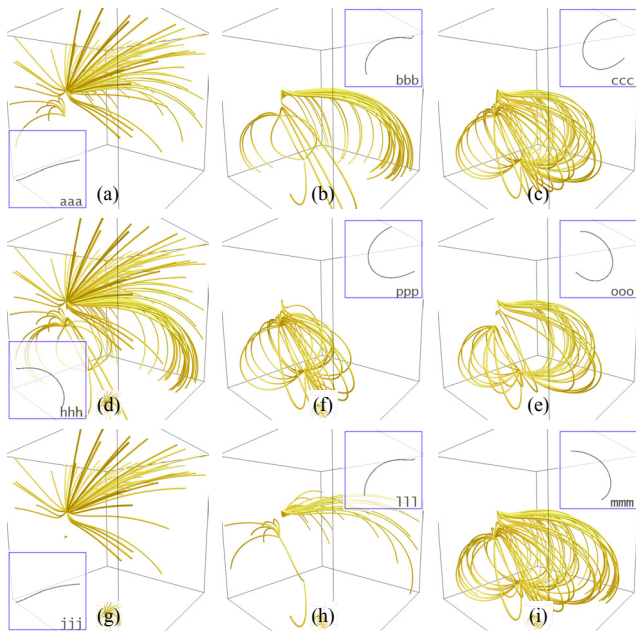 aaa
(a)
bbb
(b)
ccc
(c)
hhh
(d)
ppp
(f)
ooo
(e)
jjj
(g)
lll
(h)
mmm
(i)